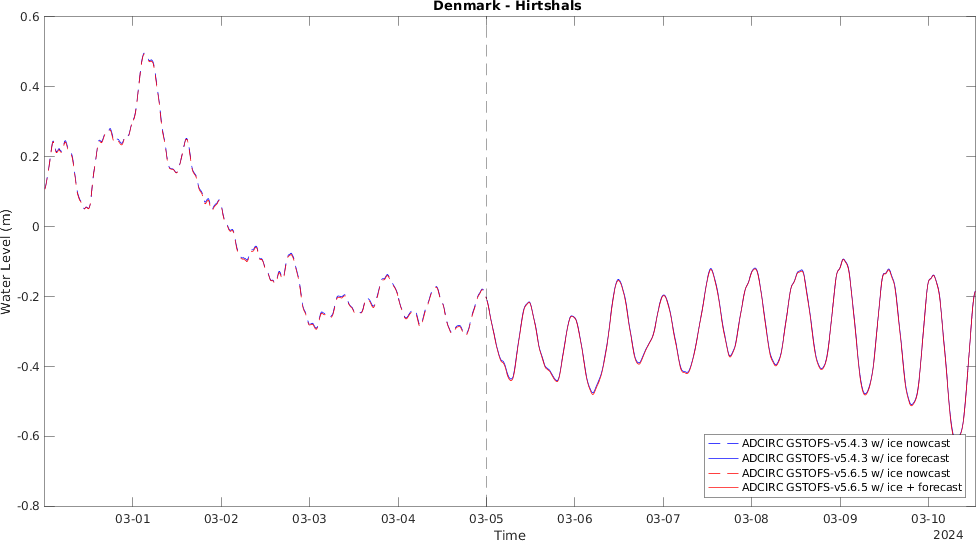 Denmark - Hirtshals
0.6
0.4
0.2
0
-0.2
-0.4
-0.6
-0.8
Water Level (m)
03-01 03-02 03-03 03-04 03-05 03-06 03-07 03-08 03-09 03-10
Time
2024
ADCIRC GSTOFS-v5.4.3 w/ ice nowcast
ADCIRC GSTOFS-v5.4.3 w/ ice forecast
ADCIRC GSTOFS-v5.6.5 w/ ice nowcast
ADCIRC GSTOFS-v5.6.5 w/ ice + forecast